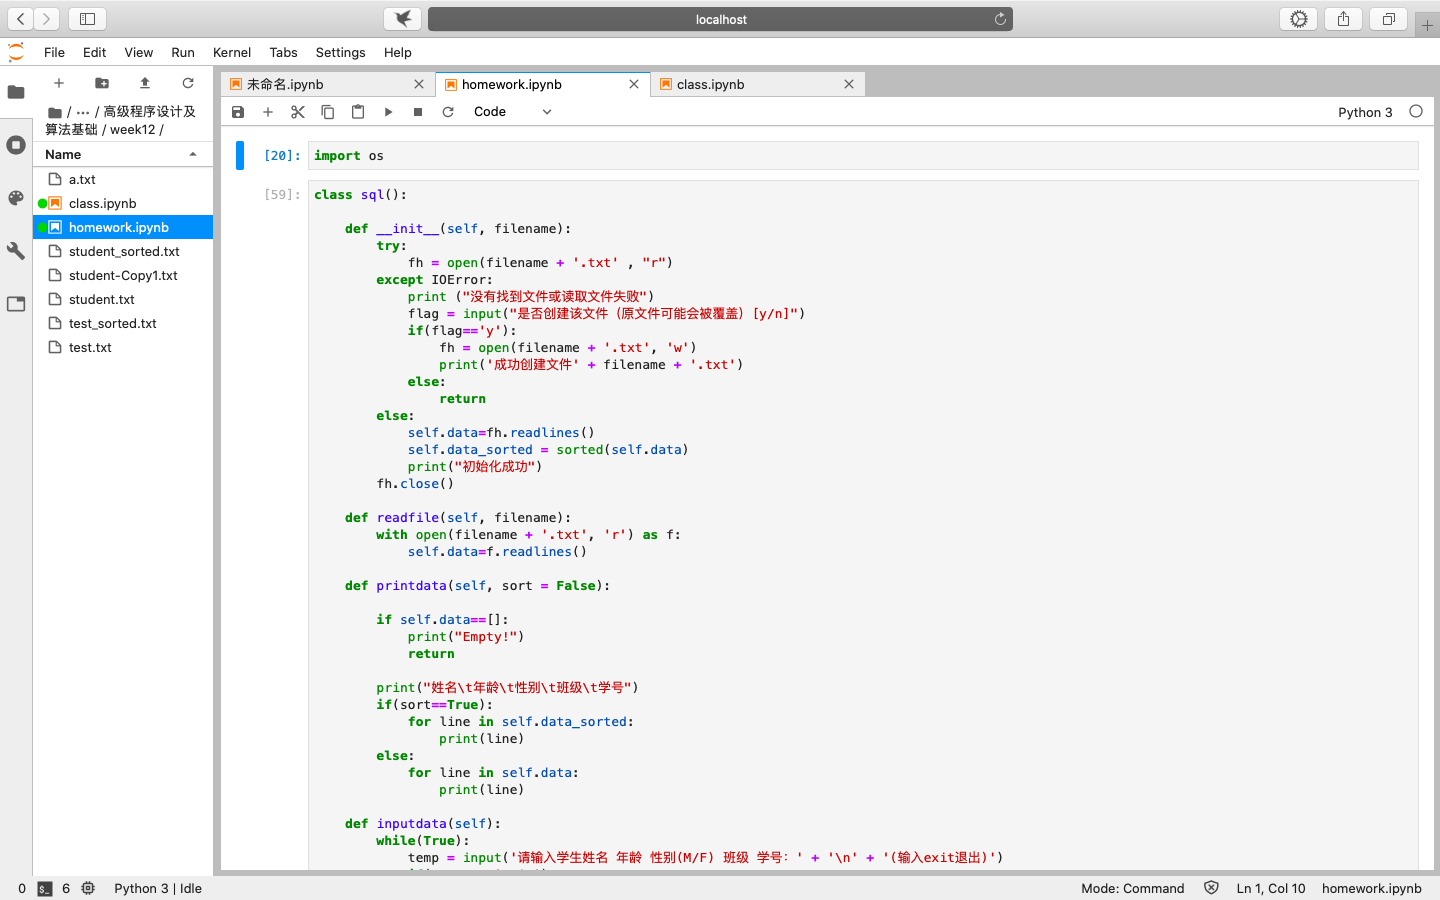 localhost
File Edit View Run Kernel Tabs Settings Help
/ ··· / 高级程序设计及
算法基础 / week12 /
Name
a.txt
class.ipynb
homework.ipynb
student_sorted.txt
student-Copy1.txt
student.txt
test_sorted.txt
test.txt
未命名.ipynb
homework.ipynb
class.ipynb
Code
Python 3
[20]: import os
[59]: class sql():
def __init__(self, filename):
try:
fh = open(filename + '.txt' , "r")
except IOError:
print ("没有找到文件或读取文件失败")
flag = input("是否创建该文件（原文件可能会被覆盖）[y/n]")
if(flag=='y'):
fh = open(filename + '.txt', 'w')
print('成功创建文件' + filename + '.txt')
else:
return
else:
self.data=fh.readlines()
self.data_sorted = sorted(self.data)
print("初始化成功")
fh.close()
def readfile(self, filename):
with open(filename + '.txt', 'r') as f:
self.data=f.readlines()
def printdata(self, sort = False):
if self.data==[]:
print("Empty!")
return
print("姓名\t年龄\t性别\t班级\t学号")
if(sort==True):
for line in self.data_sorted:
print(line)
else:
for line in self.data:
print(line)
def inputdata(self):
while(True):
temp = input('请输入学生姓名 年龄 性别(M/F) 班级 学号：' + '\n' + '(输入exit退出)')
0 $_ 6 Python 3 | Idle
Mode: Command Ln 1, Col 10 homework.ipynb